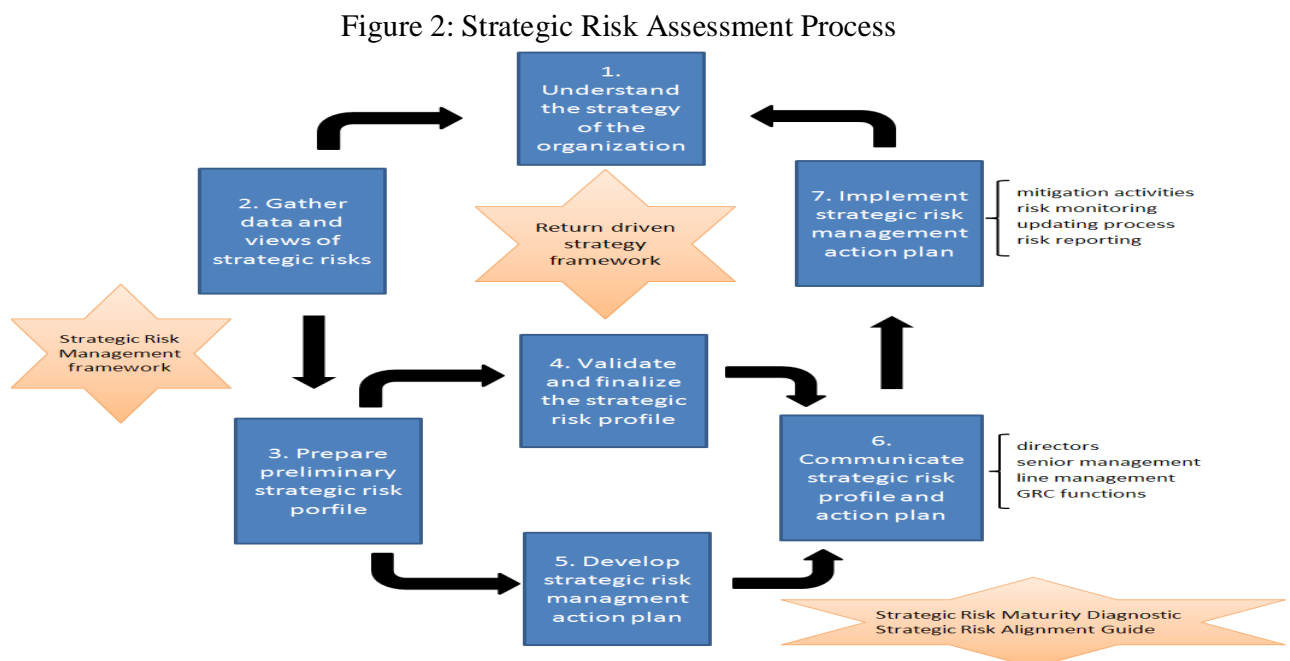 Figure 2: Strategic Risk Assessment Process
1.
Understand
the strategy
of the
organization
2. Gather
data and
views of
strategic risks
Return driven
strategy
framework
7. Implement
strategic risk
management
action plan
mitigation activities
risk monitoring
updating process
risk reporting
Strategic Risk
Management
framework
4. Validate
and finalize
the strategic
risk profile
3. Prepare
preliminary
strategic risk
porfile
6.
Communicate
strategic risk
profile and
action plan
directors
senior management
line management
GRC functions
5. Develop
strategic risk
managment
action plan
Strategic Risk Maturity Diagnostic
Strategic Risk Alignment Guide